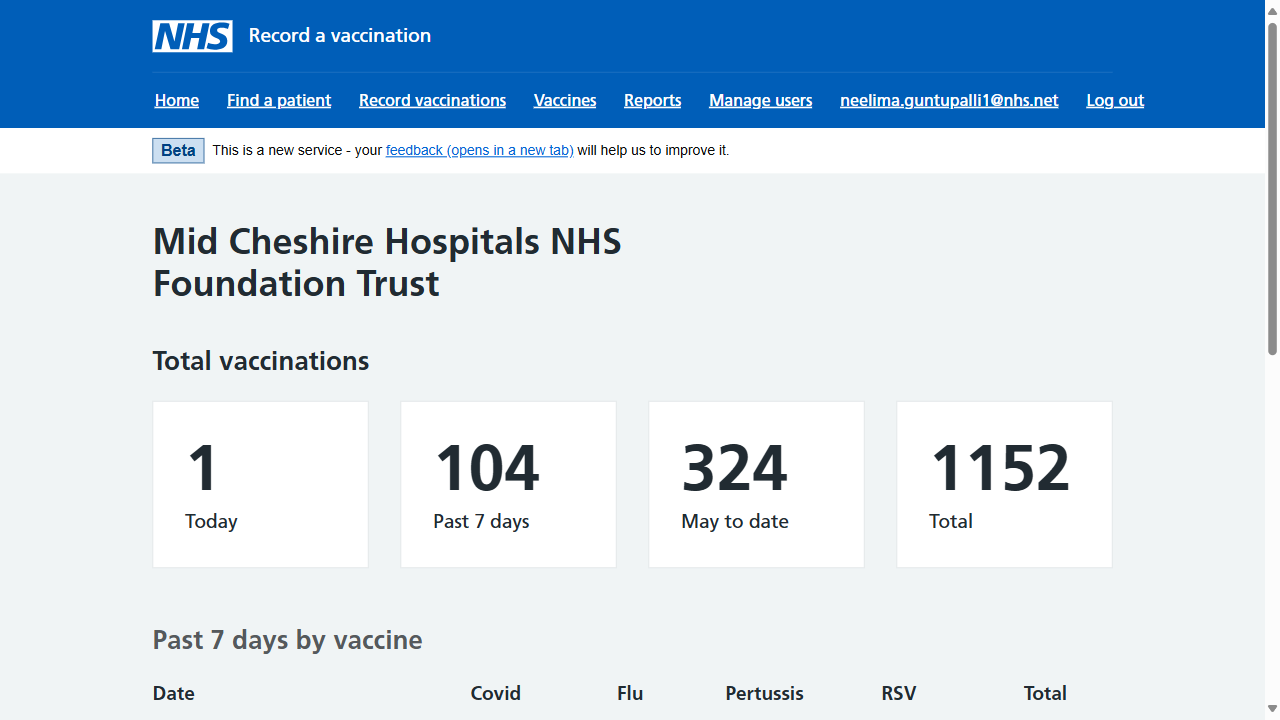 NHS Record a vaccination
Home Find a patient Record vaccinations Vaccines Reports Manage users neelima.guntupalli1@nhs.net Log out
Beta This is a new service - your feedback (opens in a new tab) will help us to improve it.
Mid Cheshire Hospitals NHS
Foundation Trust
Total vaccinations
1 104 324 1152
Today Past 7 days May to date Total
Past 7 days by vaccine
Date Covid Flu Pertussis RSV Total